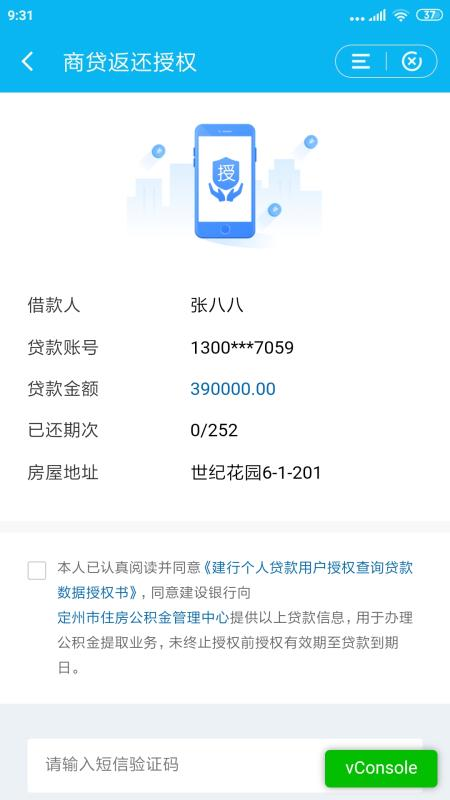 9:31
37
商贷返还授权
授
借款人 张八八
贷款账号 1300***7059
贷款金额 390000.00
已还期次 0/252
房屋地址 世纪花园6-1-201
本人已认真阅读并同意《建行个人贷款用户授权查询贷款
数据授权书》，同意建设银行向
定州市住房公积金管理中心提供以上贷款信息，用于办理
公积金提取业务，未终止授权前授权有效期至贷款到期
日。
请输入短信验证码
vConsole